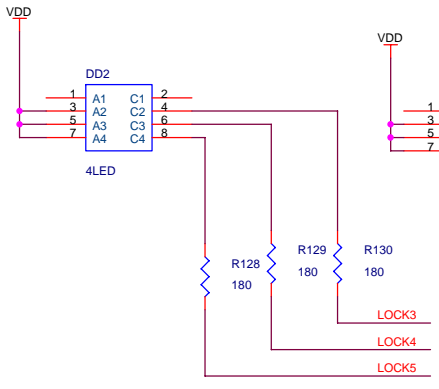 VDD
VDD
DD2
1 A1 C1 2
3 A2 C2 4
5 A3 C3 6
7 A4 C4 8
4LED
1
3
5
7
R128
180
R129
180
R130
180
LOCK3
LOCK4
LOCK5